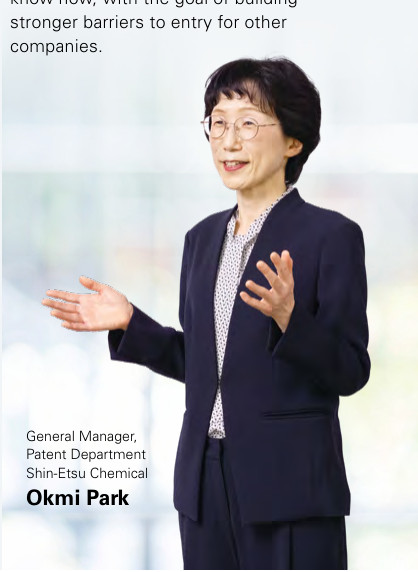 know how, with the goal of building
stronger barriers to entry for other
companies.
General Manager,
Patent Department
Shin-Etsu Chemical
Okmi Park